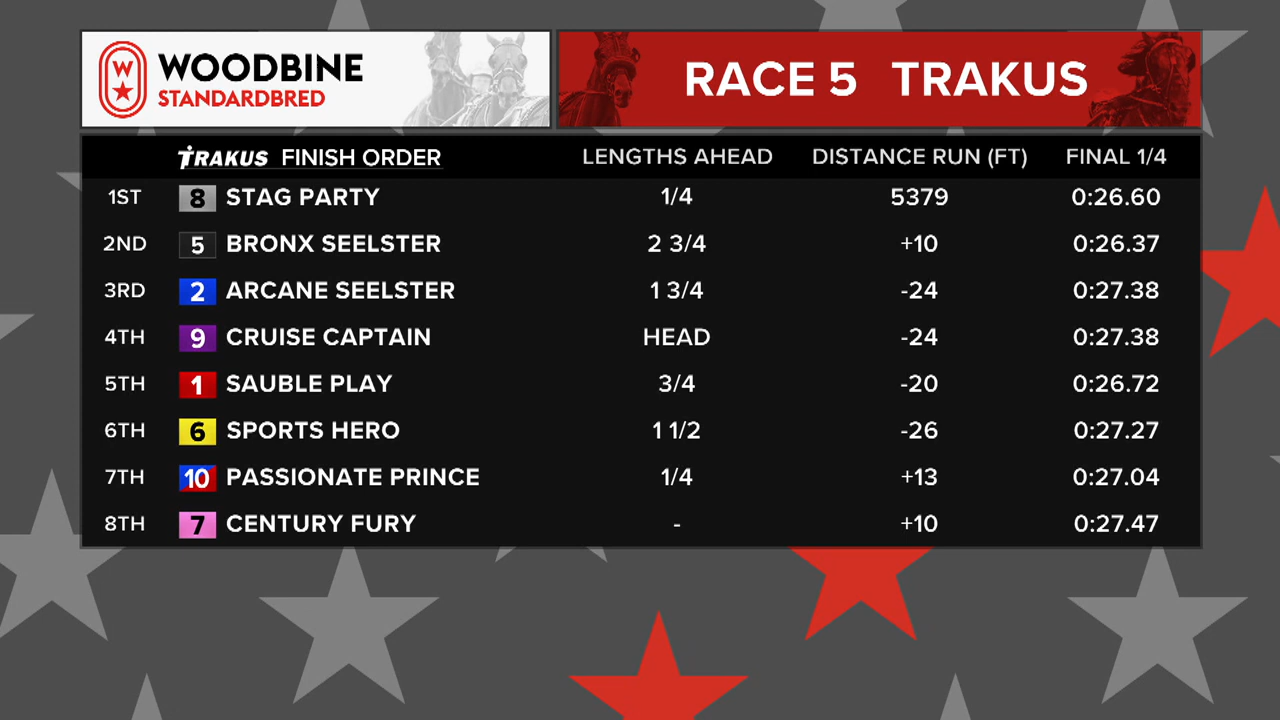 W
WOODBINE
STANDARDBRED
RACE 5 TRAKUS
TRAKUS FINISH ORDER LENGTHS AHEAD DISTANCE RUN (FT) FINAL 1/4
1ST 8 STAG PARTY 1/4 5379 0:26.60
2ND 5 BRONX SEELSTER 2 3/4 +10 0:26.37
3RD 2 ARCANE SEELSTER 1 3/4 -24 0:27.38
4TH 9 CRUISE CAPTAIN HEAD -24 0:27.38
5TH 1 SAUBLE PLAY 3/4 -20 0:26.72
6TH 6 SPORTS HERO 1 1/2 -26 0:27.27
7TH 10 PASSIONATE PRINCE 1/4 +13 0:27.04
8TH 7 CENTURY FURY - +10 0:27.47